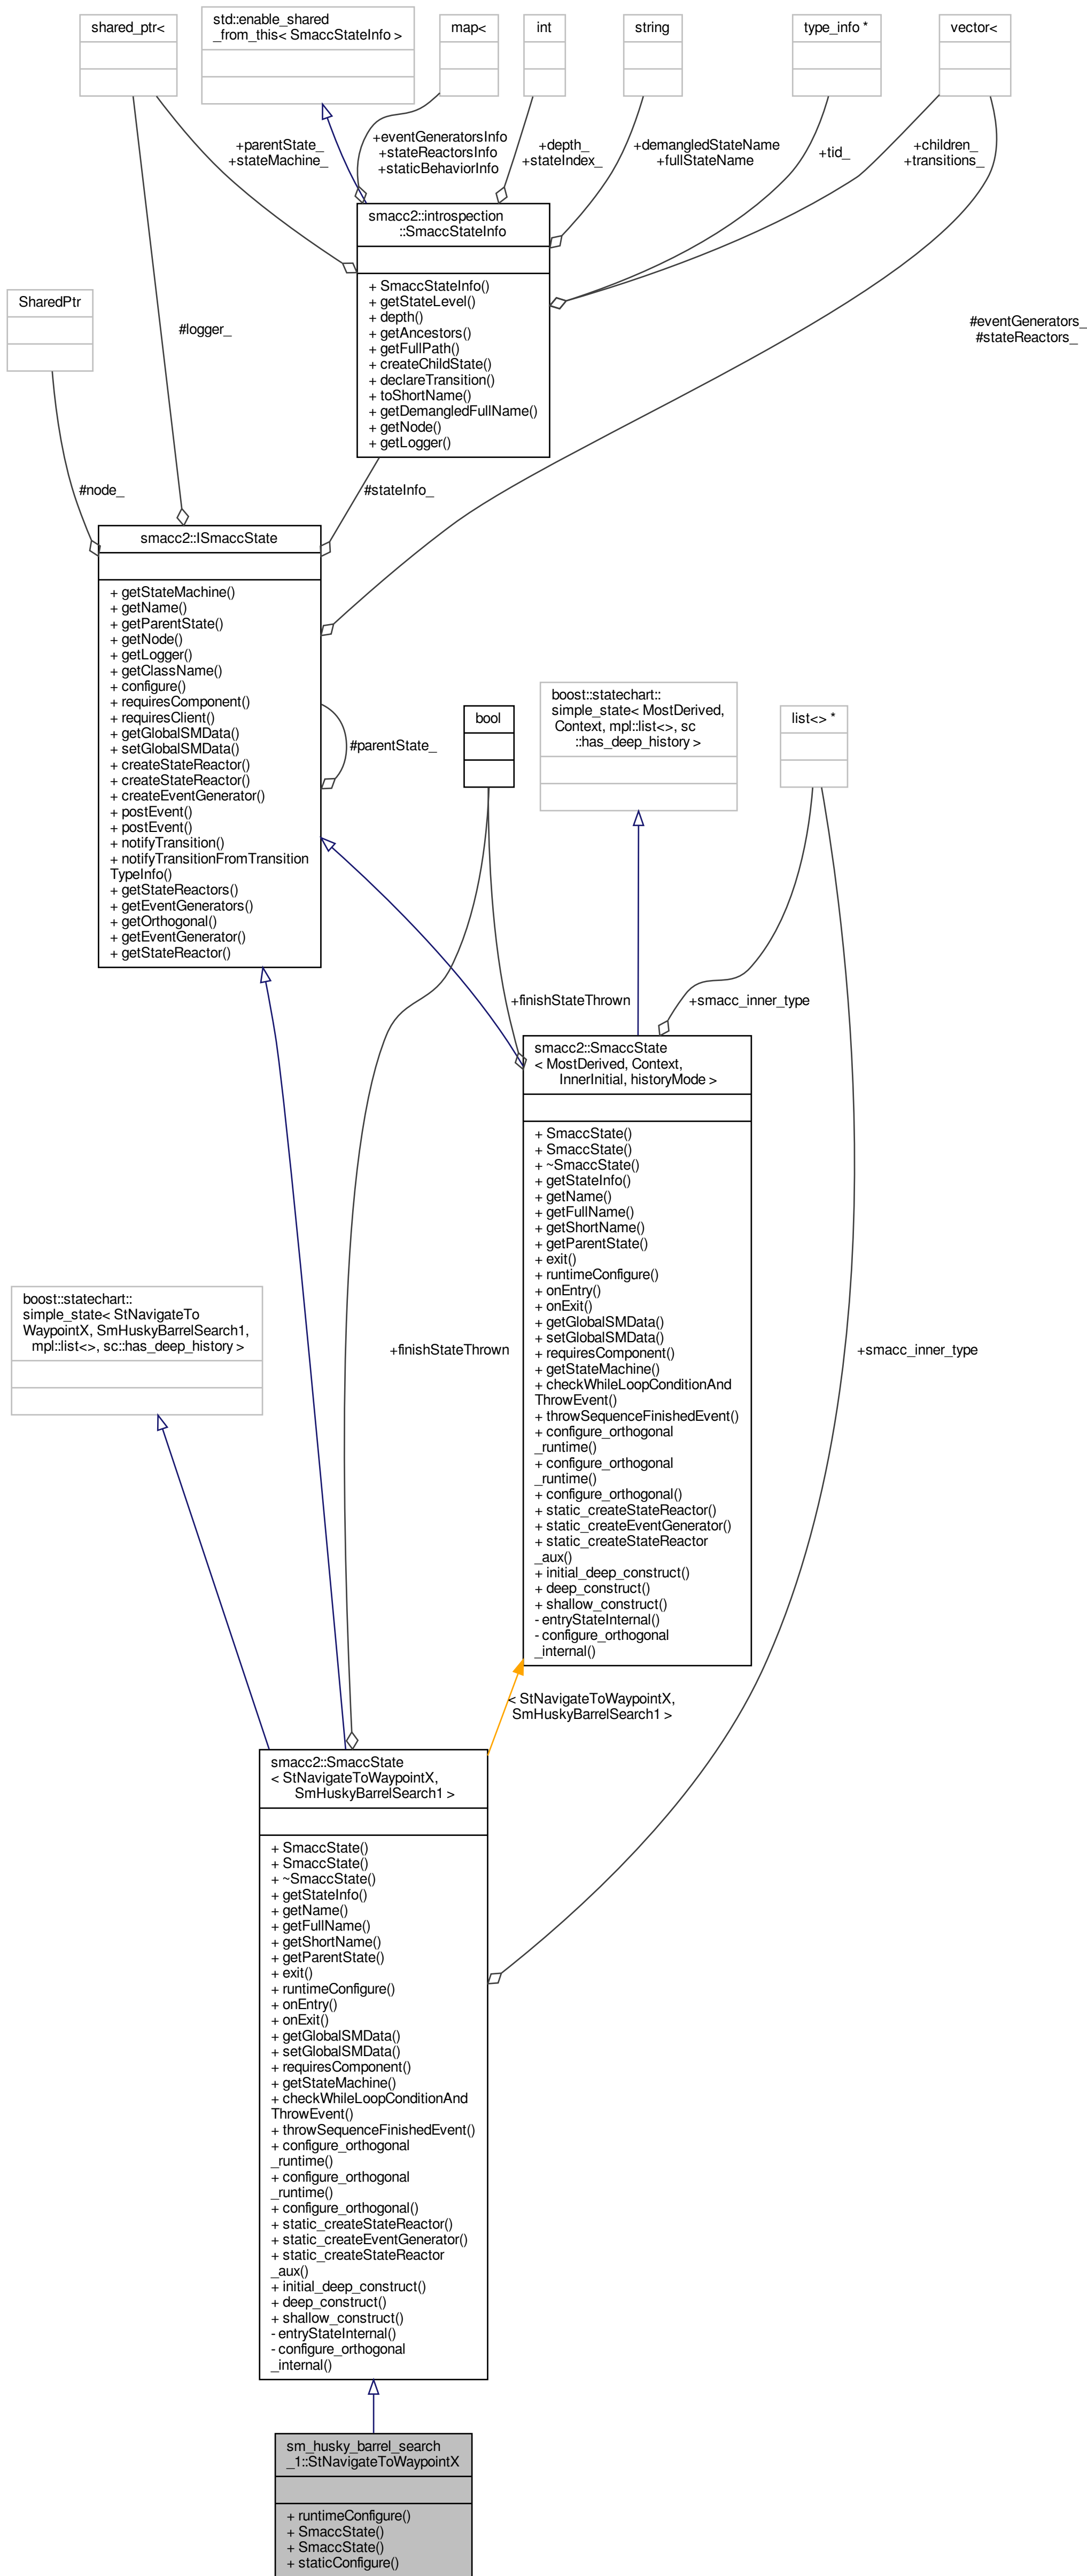 shared_ptr<
std::enable_shared
_from_this< SmaccStateInfo >
map<
int
string
type_info *
vector<
+parentState_
+stateMachine_
+eventGeneratorsInfo
+stateReactorsInfo
+staticBehaviorInfo
+depth_
+stateIndex_
+demangledStateName
+fullStateName
+tid_
+children_
+transitions_
smacc2::introspection
::SmaccStateInfo
+ SmaccStateInfo()
+ getStateLevel()
+ depth()
+ getAncestors()
+ getFullPath()
+ createChildState()
+ declareTransition()
+ toShortName()
+ getDemangledFullName()
+ getNode()
+ getLogger()
SharedPtr
#logger_
#eventGenerators_
#stateReactors_
#node_
#stateInfo_
smacc2::ISmaccState
+ getStateMachine()
+ getName()
+ getParentState()
+ getNode()
+ getLogger()
+ getClassName()
+ configure()
+ requiresComponent()
+ requiresClient()
+ getGlobalSMData()
+ setGlobalSMData()
+ createStateReactor()
+ createStateReactor()
+ createEventGenerator()
+ postEvent()
+ postEvent()
+ notifyTransition()
+ notifyTransitionFromTransition
TypeInfo()
+ getStateReactors()
+ getEventGenerators()
+ getOrthogonal()
+ getEventGenerator()
+ getStateReactor()
#parentState_
bool
boost::statechart::
simple_state< MostDerived,
Context, mpl::list<>, sc
::has_deep_history >
list<> *
+finishStateThrown
+smacc_inner_type
smacc2::SmaccState
< MostDerived, Context,
InnerInitial, historyMode >
+ SmaccState()
+ SmaccState()
+ ~SmaccState()
+ getStateInfo()
+ getName()
+ getFullName()
+ getShortName()
+ getParentState()
+ exit()
+ runtimeConfigure()
+ onEntry()
+ onExit()
+ getGlobalSMData()
+ setGlobalSMData()
+ requiresComponent()
+ getStateMachine()
+ checkWhileLoopConditionAnd
ThrowEvent()
+ throwSequenceFinishedEvent()
+ configure_orthogonal
_runtime()
+ configure_orthogonal
_runtime()
+ configure_orthogonal()
+ static_createStateReactor()
+ static_createEventGenerator()
+ static_createStateReactor
_aux()
+ initial_deep_construct()
+ deep_construct()
+ shallow_construct()
- entryStateInternal()
- configure_orthogonal
_internal()
boost::statechart::
simple_state< StNavigateTo
WaypointX, SmHuskyBarrelSearch1,
mpl::list<>, sc::has_deep_history >
+finishStateThrown
+smacc_inner_type
< StNavigateToWaypointX,
SmHuskyBarrelSearch1 >
smacc2::SmaccState
< StNavigateToWaypointX,
SmHuskyBarrelSearch1 >
+ SmaccState()
+ SmaccState()
+ ~SmaccState()
+ getStateInfo()
+ getName()
+ getFullName()
+ getShortName()
+ getParentState()
+ exit()
+ runtimeConfigure()
+ onEntry()
+ onExit()
+ getGlobalSMData()
+ setGlobalSMData()
+ requiresComponent()
+ getStateMachine()
+ checkWhileLoopConditionAnd
ThrowEvent()
+ throwSequenceFinishedEvent()
+ configure_orthogonal
_runtime()
+ configure_orthogonal
_runtime()
+ configure_orthogonal()
+ static_createStateReactor()
+ static_createEventGenerator()
+ static_createStateReactor
_aux()
+ initial_deep_construct()
+ deep_construct()
+ shallow_construct()
- entryStateInternal()
- configure_orthogonal
_internal()
sm_husky_barrel_search
_1::StNavigateToWaypointX
+ runtimeConfigure()
+ SmaccState()
+ SmaccState()
+ staticConfigure()